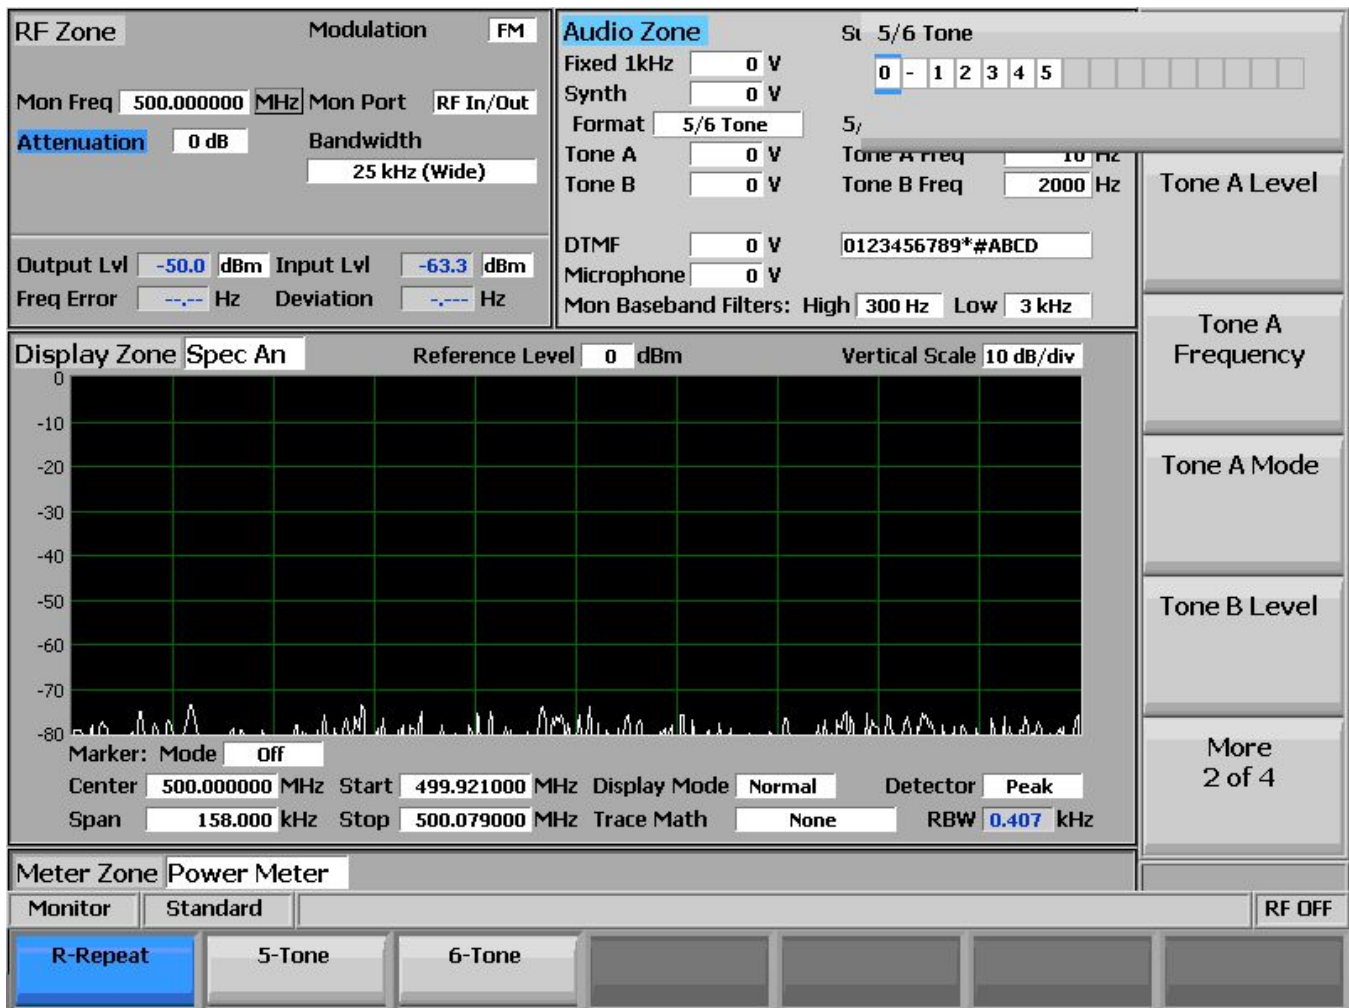 RF Zone Modulation FM
Mon Freq 500.000000 MHz Mon Port RF In/Out
Attenuation 0 dB Bandwidth
25 kHz (Wide)
Output Lvl -50.0 dBm Input Lvl -63.3 dBm
Freq Error --.-- Hz Deviation -.--- Hz
Audio Zone
Fixed 1kHz 0 V
Synth 0 V
Format 5/6 Tone 5/
Tone A 0 V Tone A Freq 10 Hz
Tone B 0 V Tone B Freq 2000 Hz
DTMF 0 V 0123456789*#ABCD
Microphone 0 V
Mon Baseband Filters: High 300 Hz Low 3 kHz
5/6 Tone
0 - 1 2 3 4 5
Tone A Level
Tone A
Frequency
Tone A Mode
Tone B Level
More
2 of 4
Display Zone Spec An Reference Level 0 dBm Vertical Scale 10 dB/div
0
-10
-20
-30
-40
-50
-60
-70
-80
Marker: Mode Off
Center 500.000000 MHz Start 499.921000 MHz Display Mode Normal Detector Peak
Span 158.000 kHz Stop 500.079000 MHz Trace Math None RBW 0.407 kHz
Meter Zone Power Meter
Monitor Standard RF OFF
R-Repeat 5-Tone 6-Tone